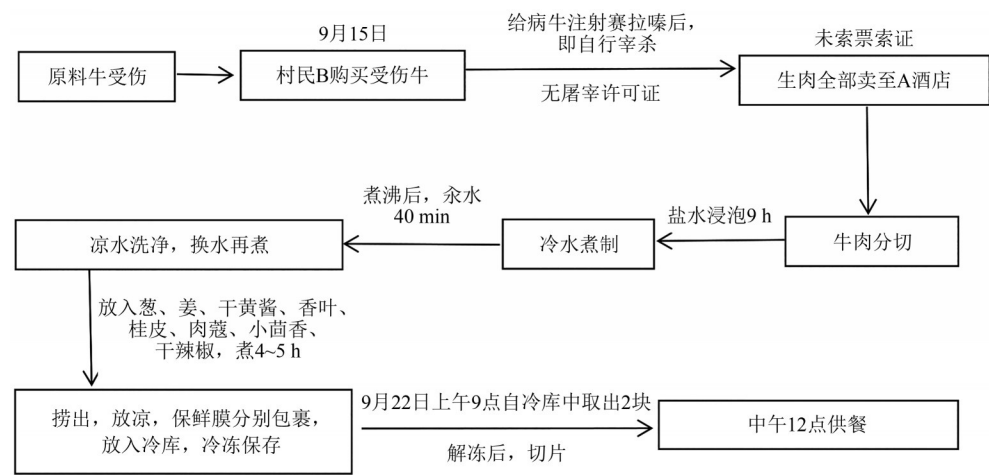 原料牛受伤
9月15日
村民B购买受伤牛
给病牛注射赛拉嗪后，
即自行宰杀
无屠宰许可证
未索票索证
生肉全部卖至A酒店
牛肉分切
盐水浸泡9 h
冷水煮制
煮沸后，汆水
40 min
凉水洗净，换水再煮
放入葱、姜、干黄酱、香叶、
桂皮、肉蔻、小茴香、
干辣椒，煮4~5 h
捞出，放凉，保鲜膜分别包裹，
放入冷库，冷冻保存
9月22日上午9点自冷库中取出2块
解冻后，切片
中午12点供餐